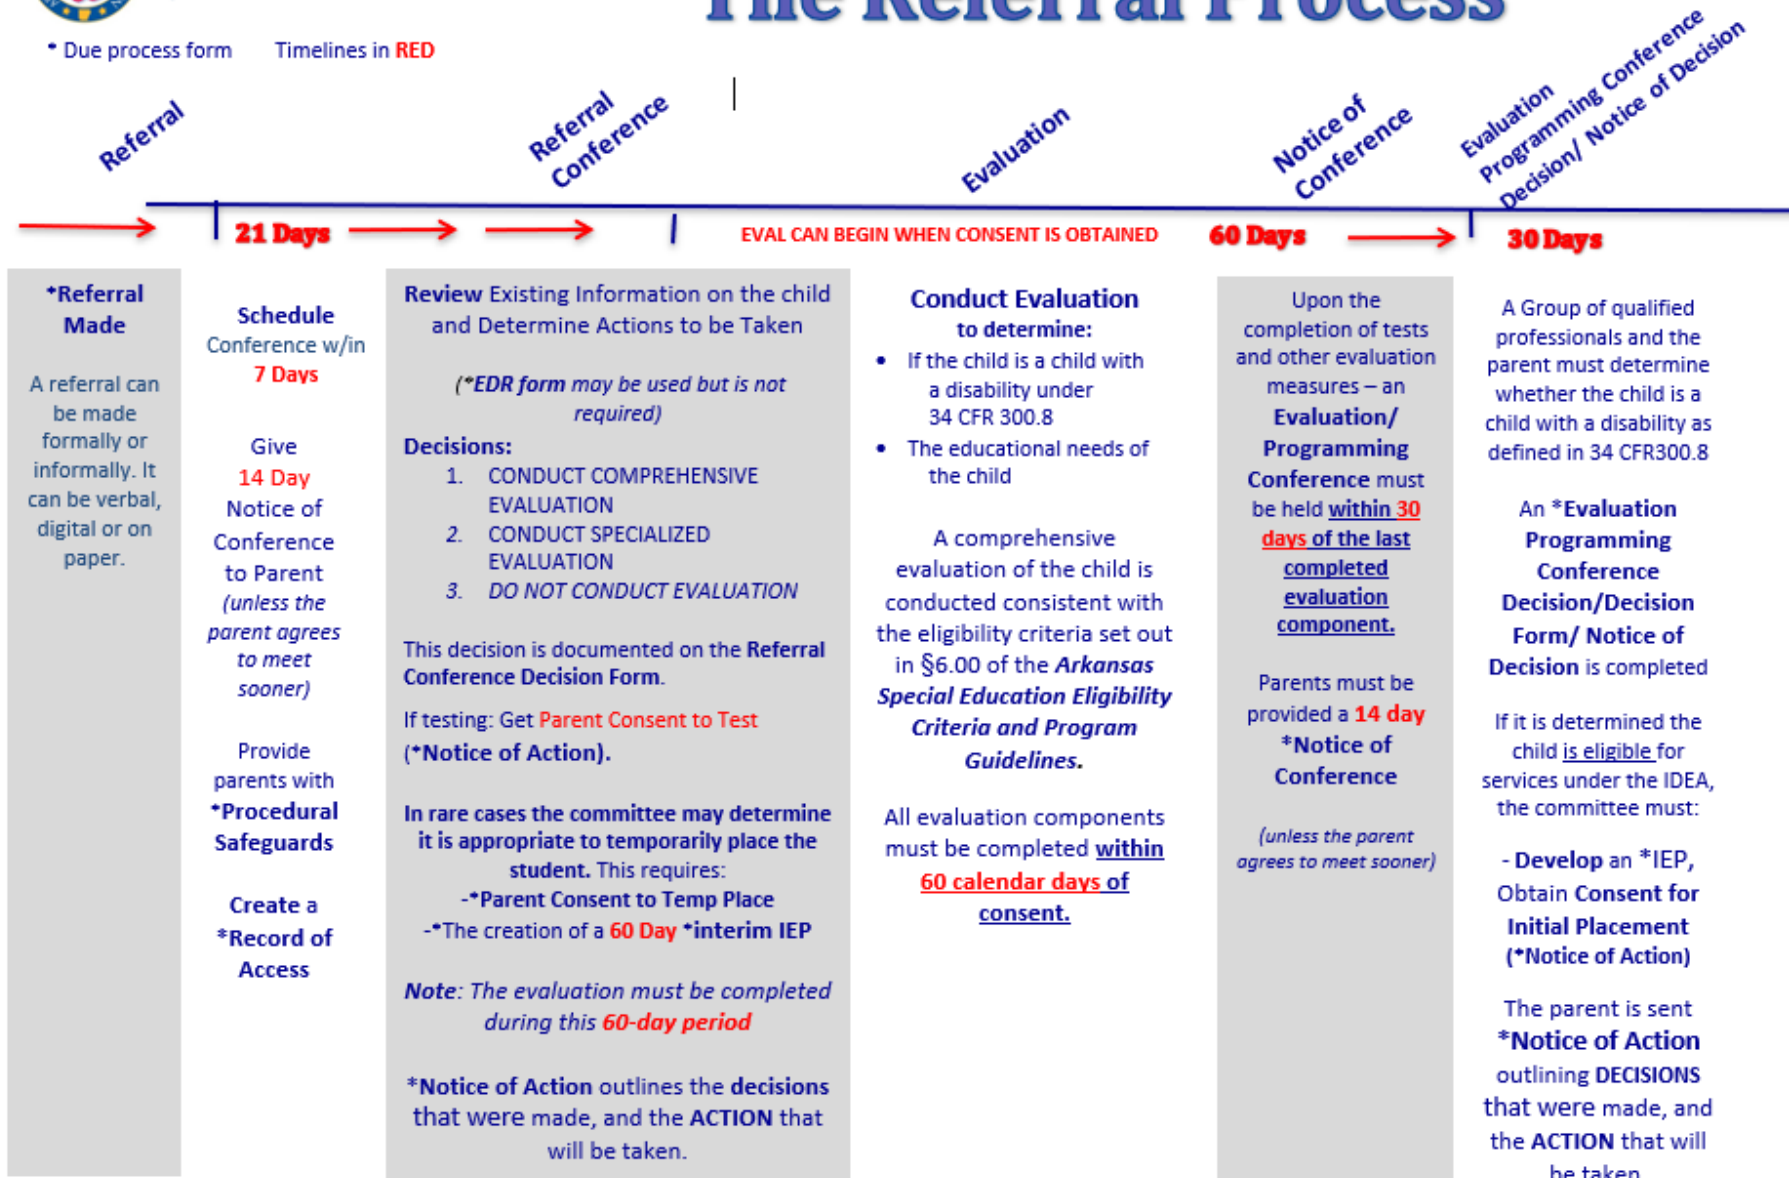 The Referral Process
* Due process form Timelines in RED
Referral
Referral
Conference
Evaluation
Notice of
Conference
Evaluation
Programming Conference
Decision/ Notice of Decision
21 Days
EVAL CAN BEGIN WHEN CONSENT IS OBTAINED
60 Days
30 Days
*Referral
Made
A referral can
be made
formally or
informally. It
can be verbal,
digital or on
paper.
Schedule
Conference w/in
7 Days
Give
14 Day
Notice of
Conference
to Parent
(unless the
parent agrees
to meet
sooner)
Provide
parents with
*Procedural
Safeguards
Create a
*Record of
Access
Review Existing Information on the child
and Determine Actions to be Taken
(*EDR form may be used but is not
required)
Decisions:
1. CONDUCT COMPREHENSIVE
EVALUATION
2. CONDUCT SPECIALIZED
EVALUATION
3. DO NOT CONDUCT EVALUATION
This decision is documented on the Referral
Conference Decision Form.
If testing: Get Parent Consent to Test
(*Notice of Action).
In rare cases the committee may determine
it is appropriate to temporarily place the
student. This requires:
-*Parent Consent to Temp Place
-*The creation of a 60 Day *interim IEP
Note: The evaluation must be completed
during this 60-day period
*Notice of Action outlines the decisions
that were made, and the ACTION that
will be taken.
Conduct Evaluation
to determine:
• If the child is a child with
a disability under
34 CFR 300.8
• The educational needs of
the child
A comprehensive
evaluation of the child is
conducted consistent with
the eligibility criteria set out
in §6.00 of the Arkansas
Special Education Eligibility
Criteria and Program
Guidelines.
All evaluation components
must be completed within
60 calendar days of
consent.
Upon the
completion of tests
and other evaluation
measures – an
Evaluation/
Programming
Conference must
be held within 30
days of the last
completed
evaluation
component.
Parents must be
provided a 14 day
*Notice of
Conference
(unless the parent
agrees to meet sooner)
A Group of qualified
professionals and the
parent must determine
whether the child is a
child with a disability as
defined in 34 CFR300.8
An *Evaluation
Programming
Conference
Decision/Decision
Form/ Notice of
Decision is completed
If it is determined the
child is eligible for
services under the IDEA,
the committee must:
- Develop an *IEP,
Obtain Consent for
Initial Placement
(*Notice of Action)
The parent is sent
*Notice of Action
outlining DECISIONS
that were made, and
the ACTION that will
be taken